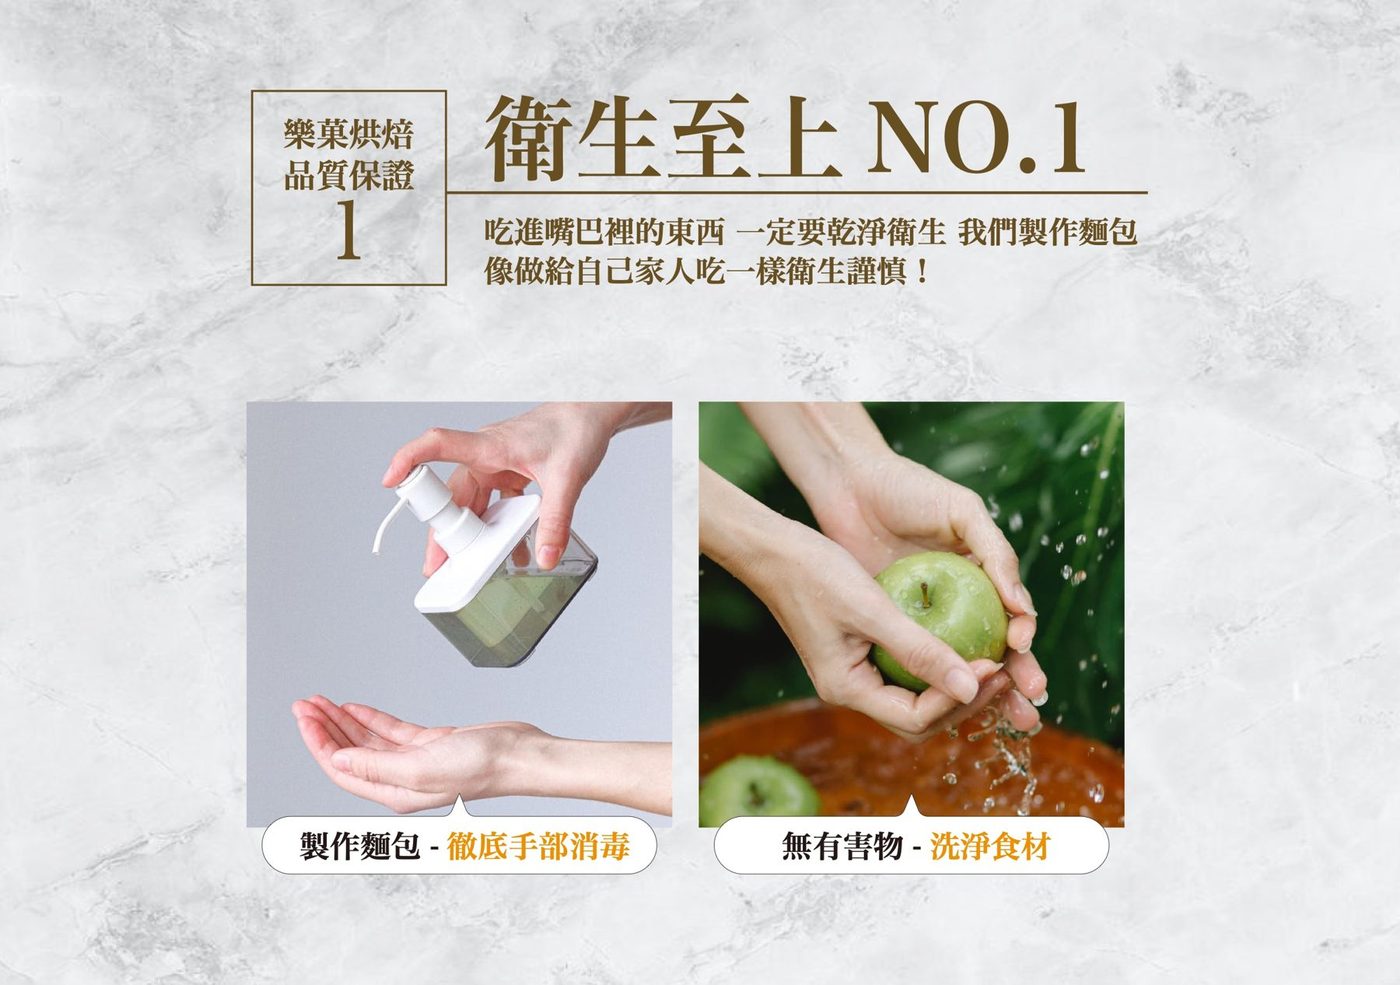 樂菓烘焙
品質保證
1
衛生至上 NO.1
吃進嘴巴裡的東西 一定要乾淨衛生 我們製作麵包
像做給自己家人吃一樣衛生謹慎！
製作麵包 - 徹底手部消毒
無有害物 - 洗淨食材